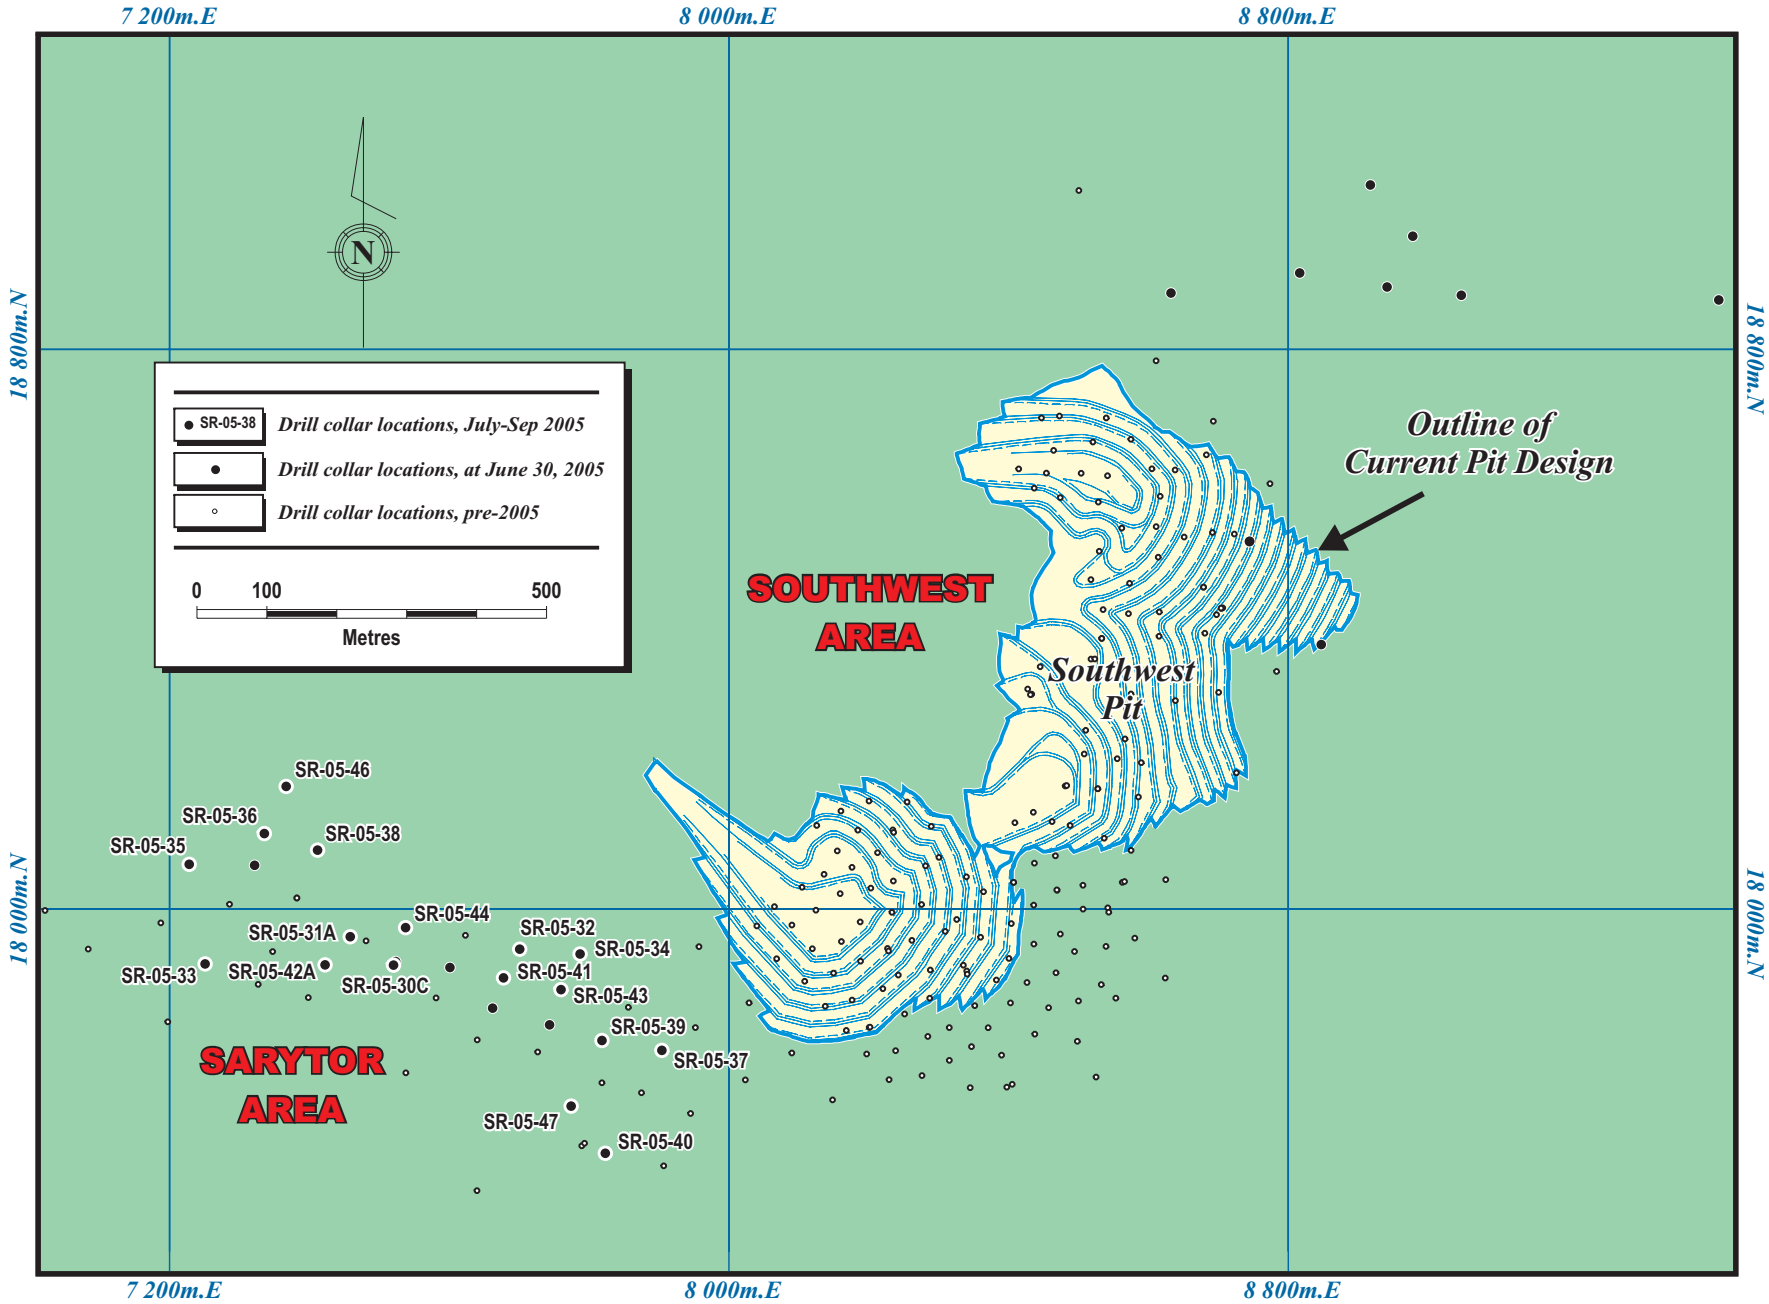 7 200m.E
8 000m.E
8 800m.E
N
18 800m.N
18 800m.N
SR-05-38
Drill collar locations, July-Sep 2005
Drill collar locations, at June 30, 2005
Drill collar locations, pre-2005
0
100
500
Metres
Outline of
Current Pit Design
SOUTHWEST
AREA
Southwest
Pit
SR-05-46
SR-05-36
SR-05-38
SR-05-35
18 000m.N
18 000m.N
SR-05-44
SR-05-31A
SR-05-32
SR-05-34
SR-05-33
SR-05-42A
SR-05-30C
SR-05-41
SR-05-43
SR-05-39
SR-05-37
SARYTOR
AREA
SR-05-47
SR-05-40
7 200m.E
8 000m.E
8 800m.E